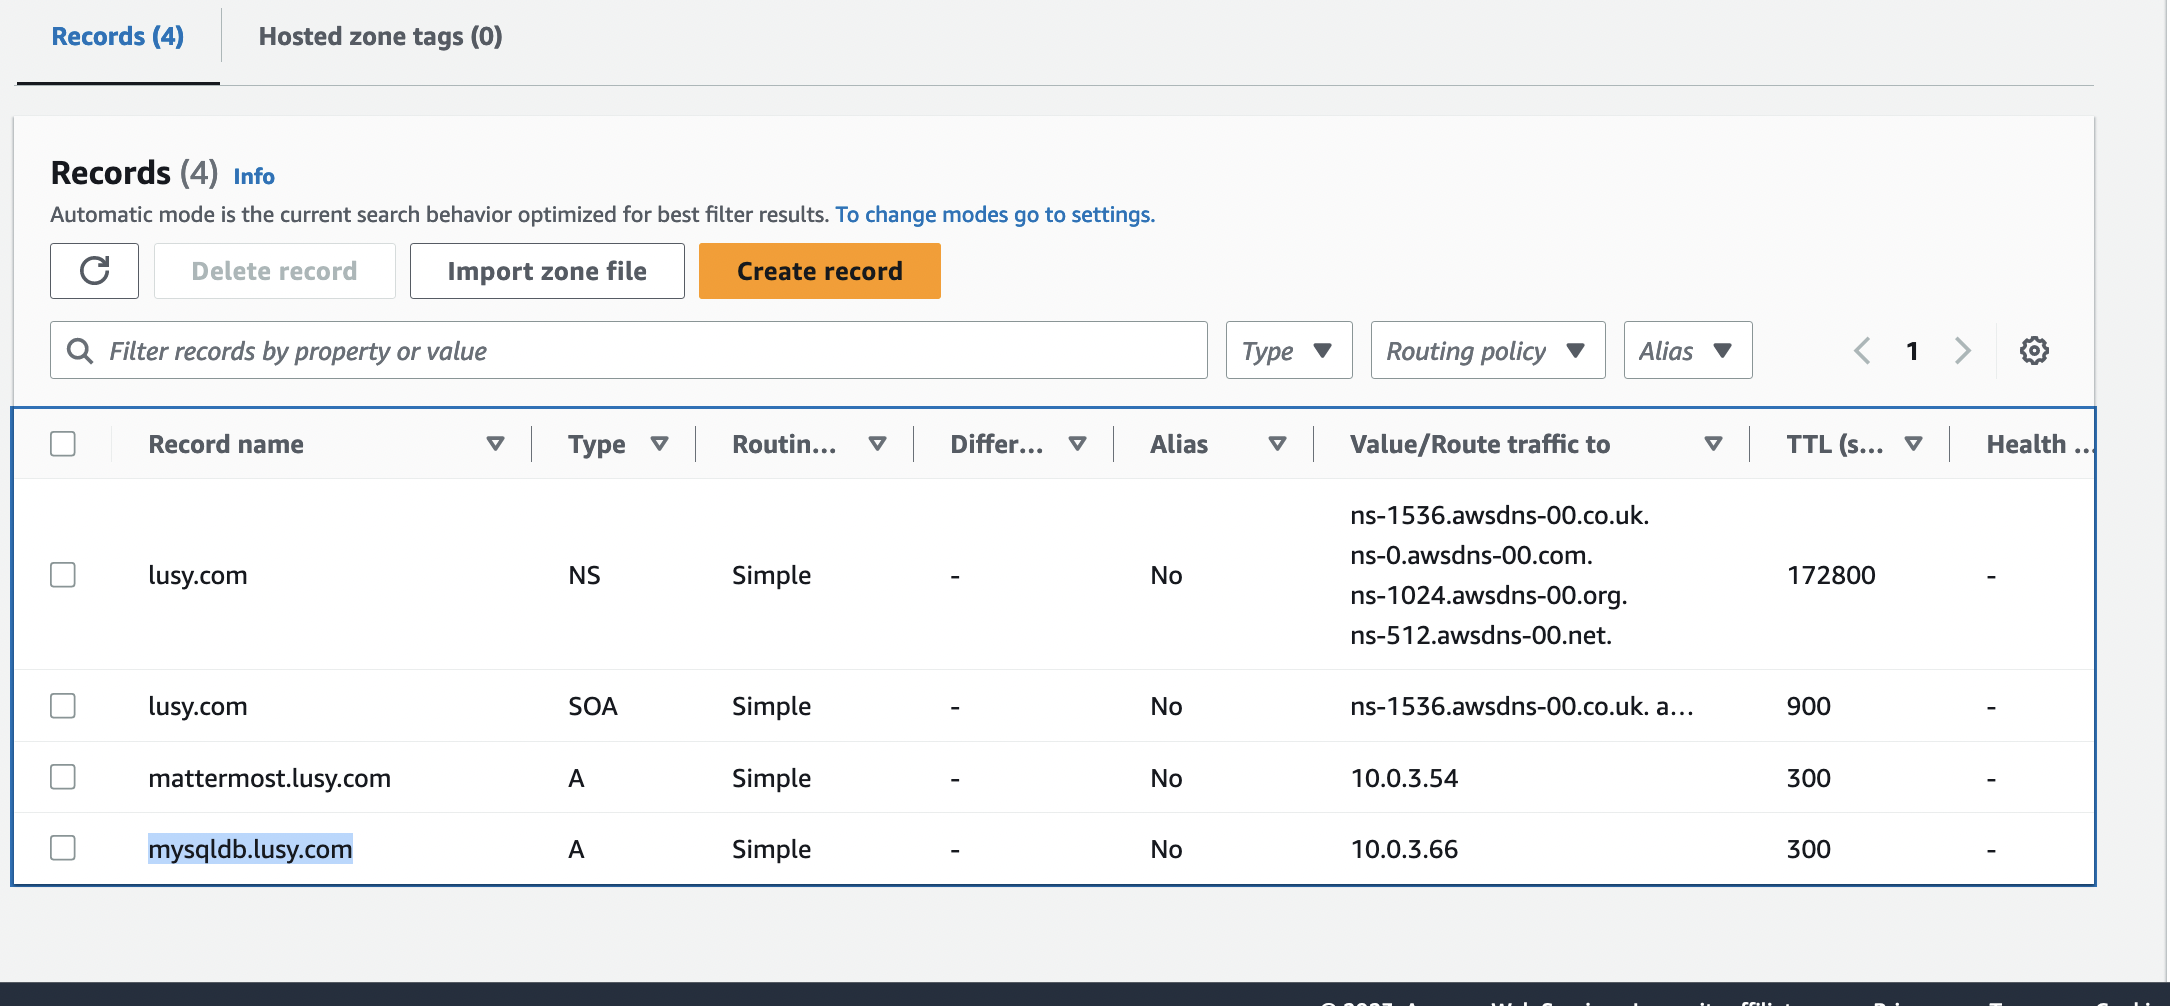 Records (4) Hosted zone tags (0)
Records (4) Info
Automatic mode is the current search behavior optimized for best filter results. To change modes go to settings.
Delete record Import zone file Create record
Filter records by property or value Type Routing policy Alias 1
Record name Type Routin... Differ... Alias Value/Route traffic to TTL (s... Health ...
ns-1536.awsdns-00.co.uk.
ns-0.awsdns-00.com.
lusy.com NS Simple - No 172800 -
ns-1024.awsdns-00.org.
ns-512.awsdns-00.net.
lusy.com SOA Simple - No ns-1536.awsdns-00.co.uk. a... 900 -
mattermost.lusy.com A Simple - No 10.0.3.54 300 -
mysqldb.lusy.com A Simple - No 10.0.3.66 300 -